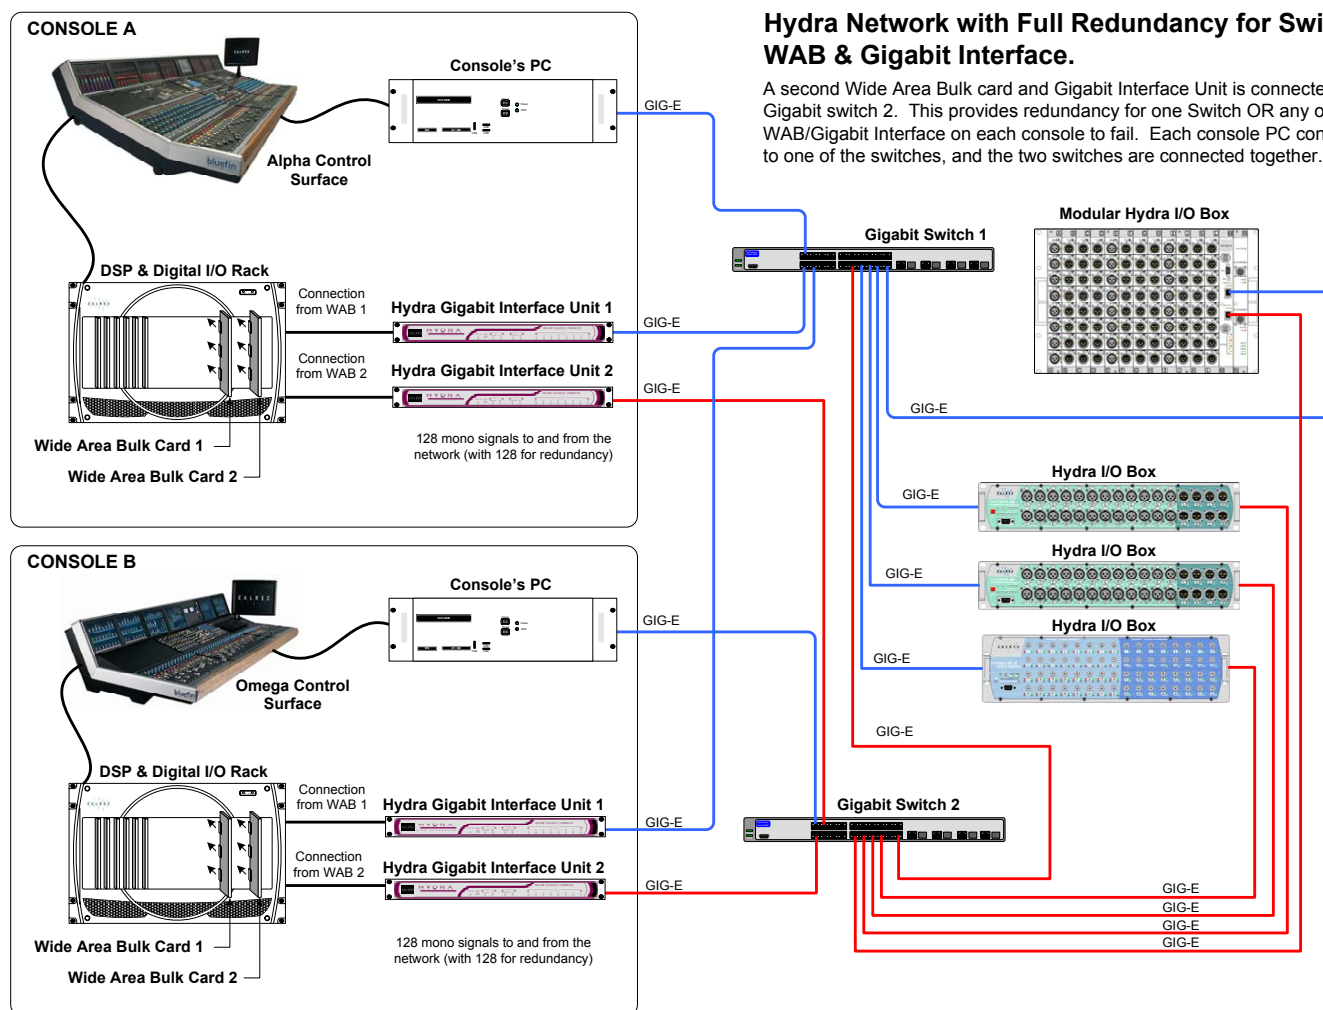 Hydra Network with Full Redundancy for Swi
WAB & Gigabit Interface.
A second Wide Area Bulk card and Gigabit Interface Unit is connecte
Gigabit switch 2. This provides redundancy for one Switch OR any o
WAB/Gigabit Interface on each console to fail. Each console PC con
to one of the switches, and the two switches are connected together.
CONSOLE A
Console's PC
GIG-E
bluefin
Alpha Control
Surface
DSP & Digital I/O Rack
Connection
from WAB 1
Hydra Gigabit Interface Unit 1
HYDRA
GIG-E
Connection
from WAB 2
Hydra Gigabit Interface Unit 2
HYDRA
GIG-E
Wide Area Bulk Card 1
Wide Area Bulk Card 2
128 mono signals to and from the
network (with 128 for redundancy)
Gigabit Switch 1
Modular Hydra I/O Box
GIG-E
Hydra I/O Box
GIG-E
Hydra I/O Box
GIG-E
Hydra I/O Box
GIG-E
GIG-E
CONSOLE B
CALREC
Console's PC
GIG-E
bluefin
Omega Control
Surface
DSP & Digital I/O Rack
Connection
from WAB 1
Hydra Gigabit Interface Unit 1
HYDRA
GIG-E
Connection
from WAB 2
Hydra Gigabit Interface Unit 2
HYDRA
GIG-E
Wide Area Bulk Card 1
Wide Area Bulk Card 2
128 mono signals to and from the
network (with 128 for redundancy)
Gigabit Switch 2
GIG-E
GIG-E
GIG-E
GIG-E